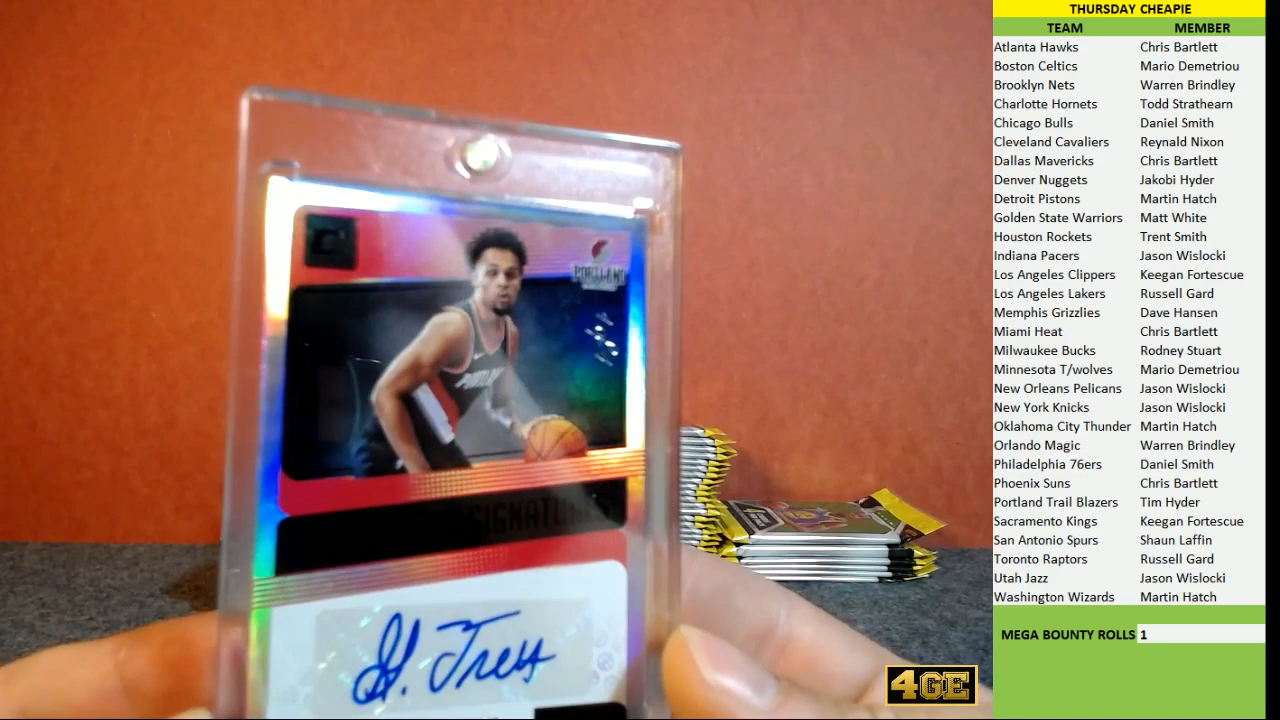 THURSDAY CHEAPIE
TEAM MEMBER
Atlanta Hawks Chris Bartlett
Boston Celtics Mario Demetriou
Brooklyn Nets Warren Brindley
Charlotte Hornets Todd Strathearn
Chicago Bulls Daniel Smith
Cleveland Cavaliers Reynald Nixon
Dallas Mavericks Chris Bartlett
Denver Nuggets Jakobi Hyder
Detroit Pistons Martin Hatch
Golden State Warriors Matt White
Houston Rockets Trent Smith
Indiana Pacers Jason Wislocki
Los Angeles Clippers Keegan Fortescue
Los Angeles Lakers Russell Gard
Memphis Grizzlies Dave Hansen
Miami Heat Chris Bartlett
Milwaukee Bucks Rodney Stuart
Minnesota T/wolves Mario Demetriou
New Orleans Pelicans Jason Wislocki
New York Knicks Jason Wislocki
Oklahoma City Thunder Martin Hatch
Orlando Magic Warren Brindley
Philadelphia 76ers Daniel Smith
Phoenix Suns Chris Bartlett
Portland Trail Blazers Tim Hyder
Sacramento Kings Keegan Fortescue
San Antonio Spurs Shaun Laffin
Toronto Raptors Russell Gard
Utah Jazz Jason Wislocki
Washington Wizards Martin Hatch
MEGA BOUNTY ROLLS 1
PORTLAND
4GE